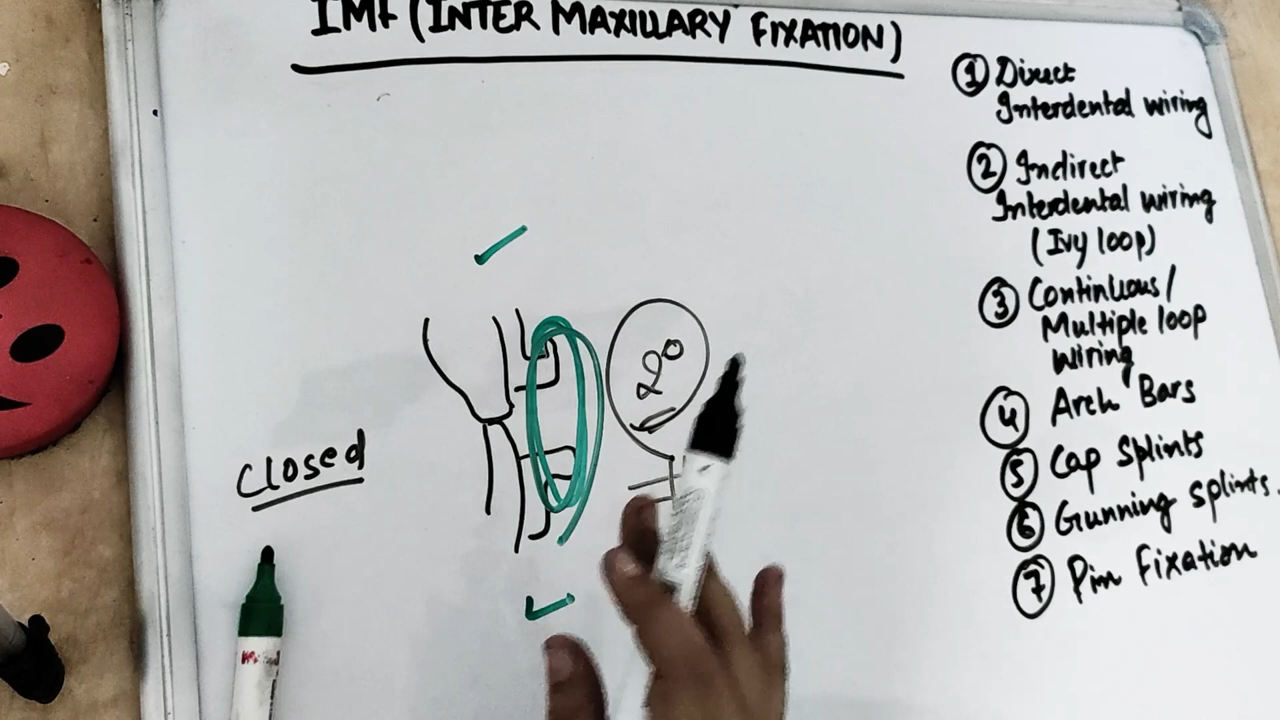 IMF (INTER MAXILLARY FIXATION)
① Direct
Interdental wiring
② Indirect
Interdental wiring
(Ivy loop)
③ Continuous/
Multiple loop
wiring
④ Arch Bars
⑤ Cap Splints
⑥ Gunning splints.
⑦ Pin Fixation
2°
Closed